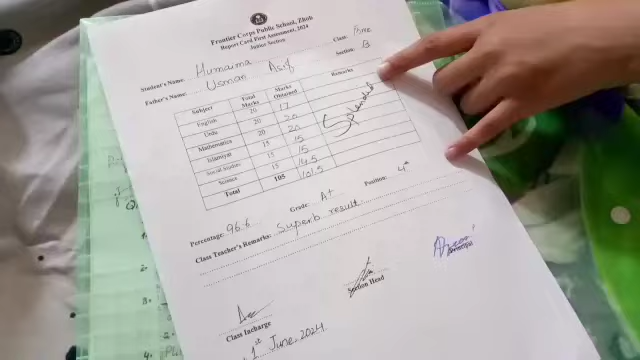 Frontier Corps Public School, Zhob
Report Card First Assessment, 2024
Junior Section
Class: Nine
Section: B
Student's Name: Humaima
Father's Name: Usman Asif
Subject Total Marks Marks Obtained Remarks
English 20 17 Splendid
Urdu 20 20
Mathematics 20 20
Islamiyat 15 15
Social Studies 15 15
Science 15 14.5
Total 105 101.5
Percentage: 96.6 Grade: A+ Position: 4th
Class Teacher's Remarks: Superb result
Class Incharge
Section Head
Principal
1st June, 2024